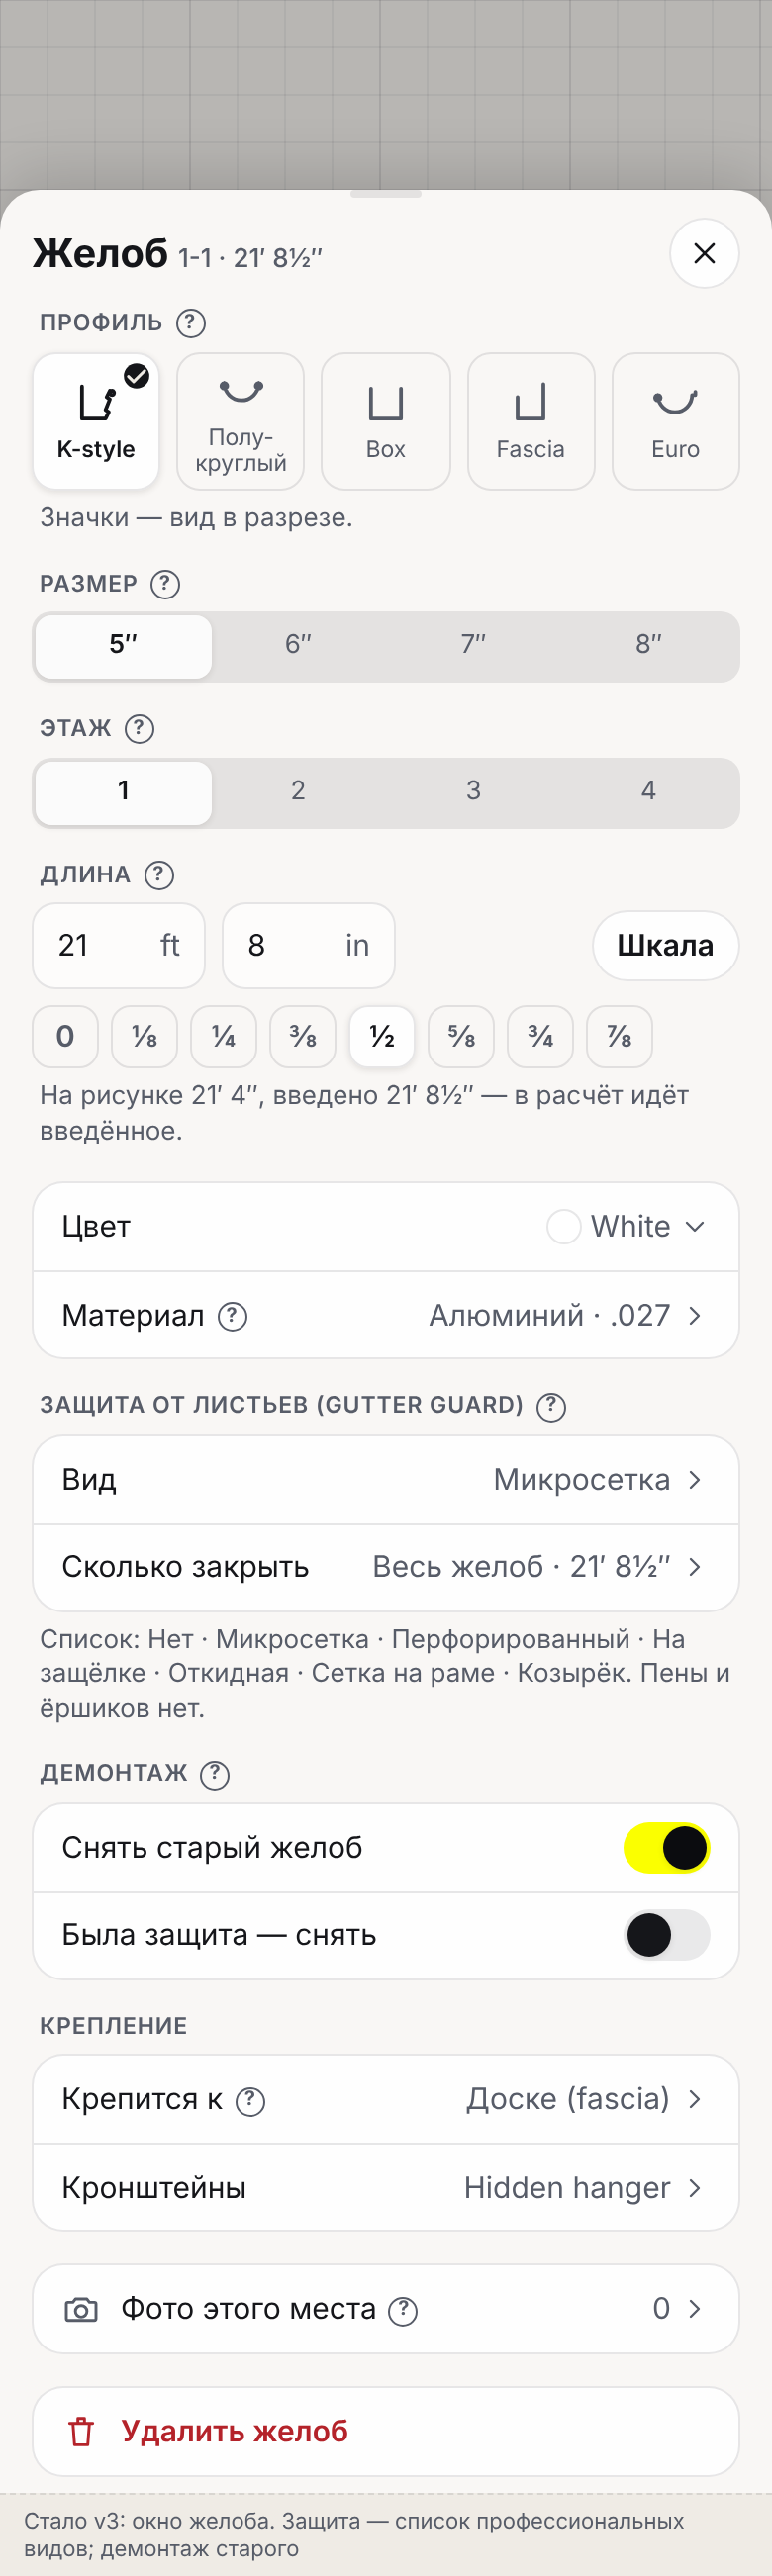 Желоб 1-1 · 21′ 8½″
ПРОФИЛЬ ?
K-style
Полу-
круглый
Box
Fascia
Euro
Значки — вид в разрезе.
РАЗМЕР ?
5″ 6″ 7″ 8″
ЭТАЖ ?
1 2 3 4
ДЛИНА ?
21 ft 8 in Шкала
0 ⅛ ¼ ⅜ ½ ⅝ ¾ ⅞
На рисунке 21′ 4″, введено 21′ 8½″ — в расчёт идёт
введённое.
Цвет White
Материал ? Алюминий · .027
ЗАЩИТА ОТ ЛИСТЬЕВ (GUTTER GUARD) ?
Вид Микросетка
Сколько закрыть Весь желоб · 21′ 8½″
Список: Нет · Микросетка · Перфорированный · На
защёлке · Откидная · Сетка на раме · Козырёк. Пены и
ёршиков нет.
ДЕМОНТАЖ ?
Снять старый желоб
Была защита — снять
КРЕПЛЕНИЕ
Крепится к ? Доске (fascia)
Кронштейны Hidden hanger
Фото этого места ? 0
Удалить желоб
Стало v3: окно желоба. Защита — список профессиональных
видов; демонтаж старого